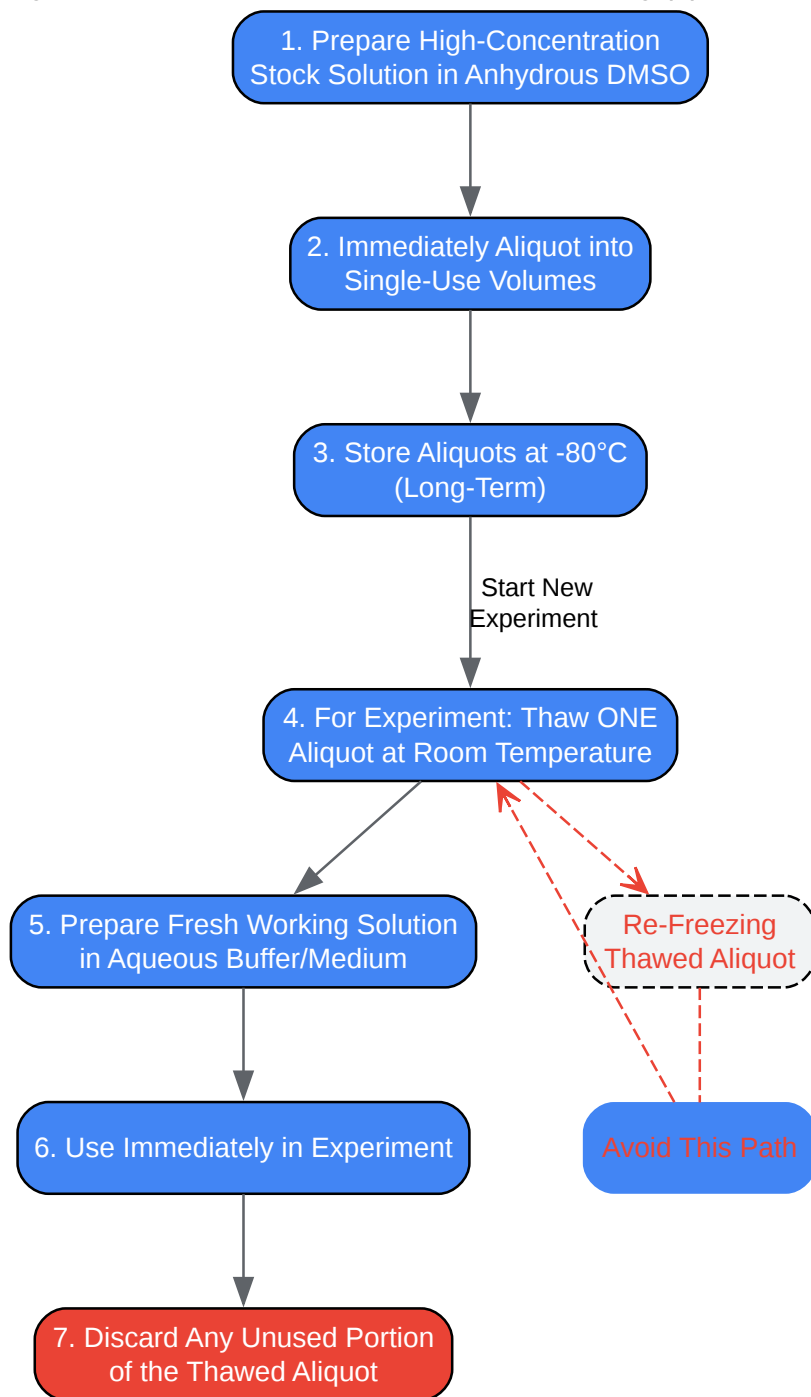 1. Prepare High-Concentration
Stock Solution in Anhydrous DMSO
2. Immediately Aliquot into
Single-Use Volumes
3. Store Aliquots at -80°C
(Long-Term)
Start New
Experiment
4. For Experiment: Thaw ONE
Aliquot at Room Temperature
5. Prepare Fresh Working Solution
in Aqueous Buffer/Medium
Re-Freezing
Thawed Aliquot
6. Use Immediately in Experiment
Avoid This Path
7. Discard Any Unused Portion
of the Thawed Aliquot